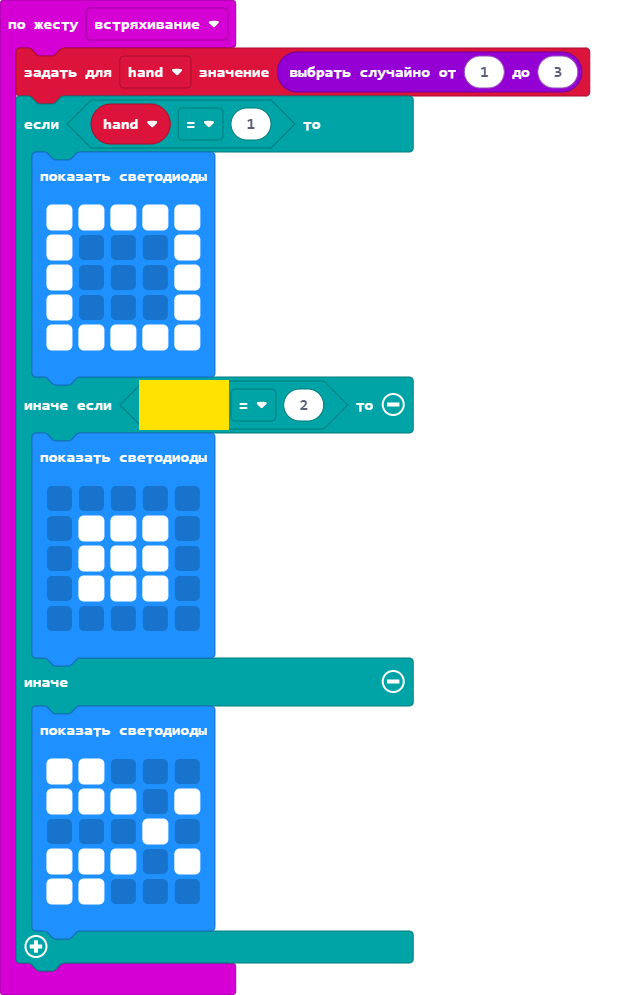 по жесту встряхивание
задать для hand значение выбрать случайно от 1 до 3
если hand = 1 то
показать светодиоды
иначе если = 2 то
показать светодиоды
иначе
показать светодиоды